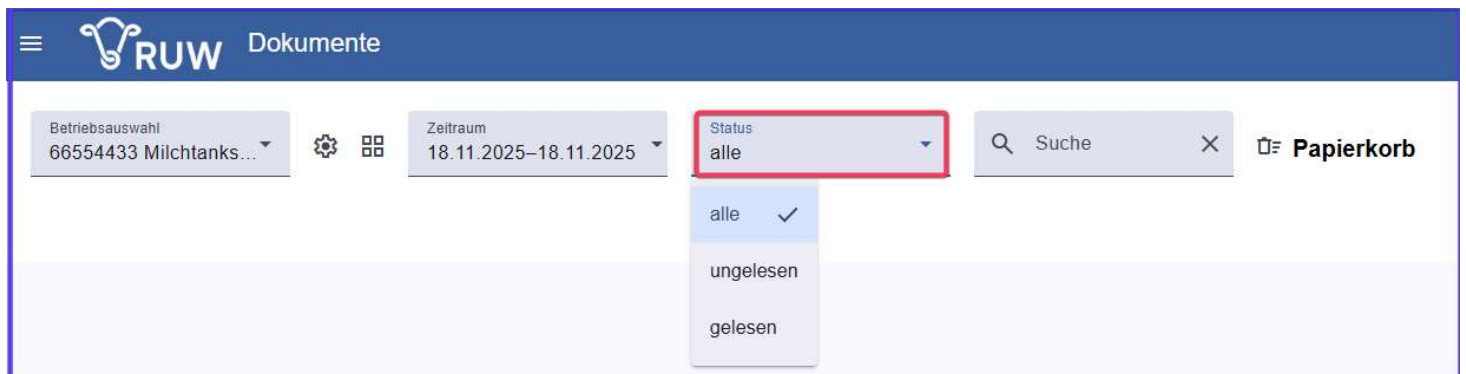 RUW Dokumente
Betriebsauswahl
66554433 Milchtanks...
Zeitraum
18.11.2025–18.11.2025
Status
alle
Suche
Papierkorb
alle
ungelesen
gelesen